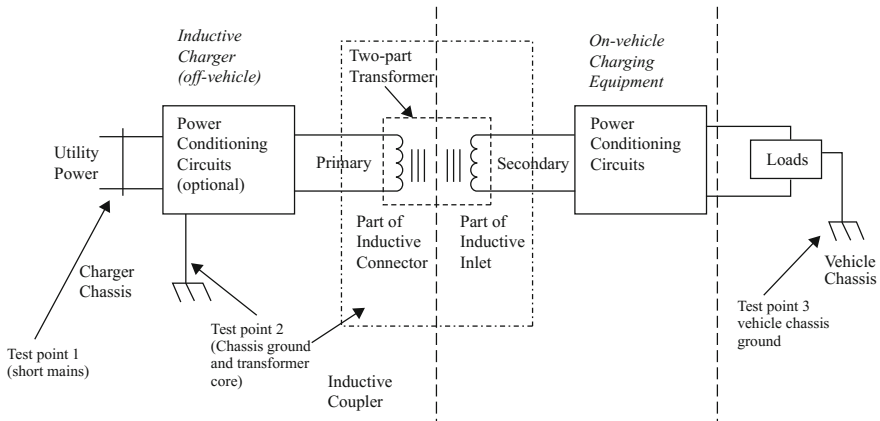 Inductive
Charger
(off-vehicle)
Two-part
Transformer
On-vehicle
Charging
Equipment
Utility
Power
Power
Conditioning
Circuits
(optional)
Primary
Secondary
Power
Conditioning
Circuits
Loads
Part of
Inductive
Connector
Part of
Inductive
Inlet
Charger
Chassis
Vehicle
Chassis
Test point 1
(short mains)
Test point 2
(Chassis ground
and transformer
core)
Inductive
Coupler
Test point 3
vehicle chassis
ground